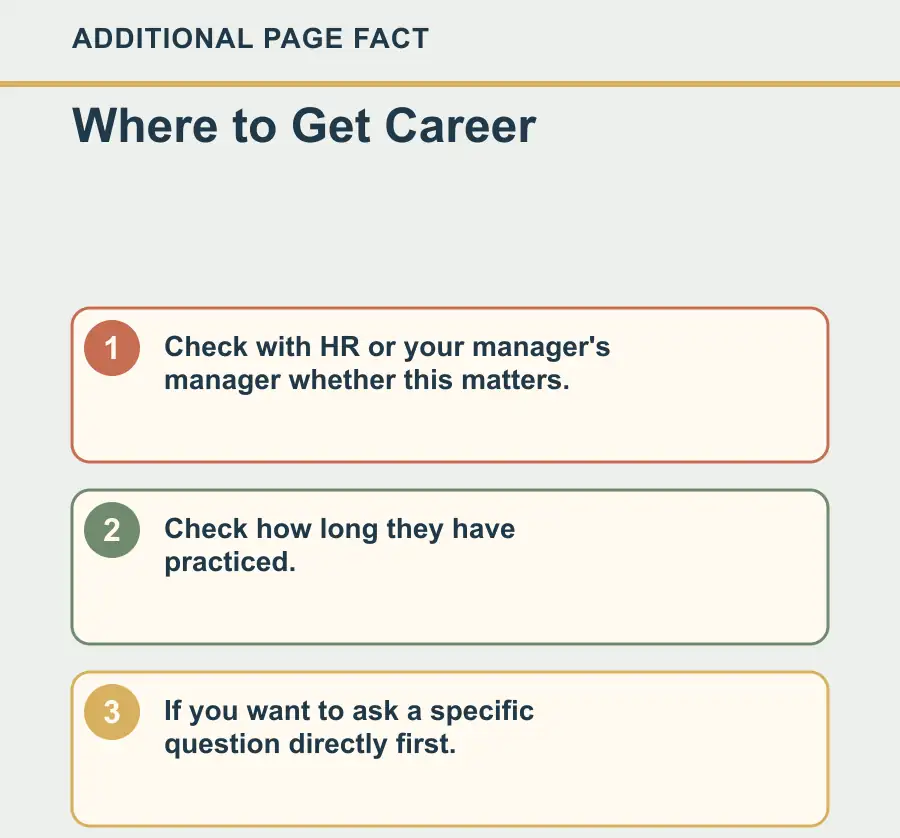 ADDITIONAL PAGE FACT
Where to Get Career
1
Check with HR or your manager's
manager whether this matters.
2
Check how long they have
practiced.
3
If you want to ask a specific
question directly first.